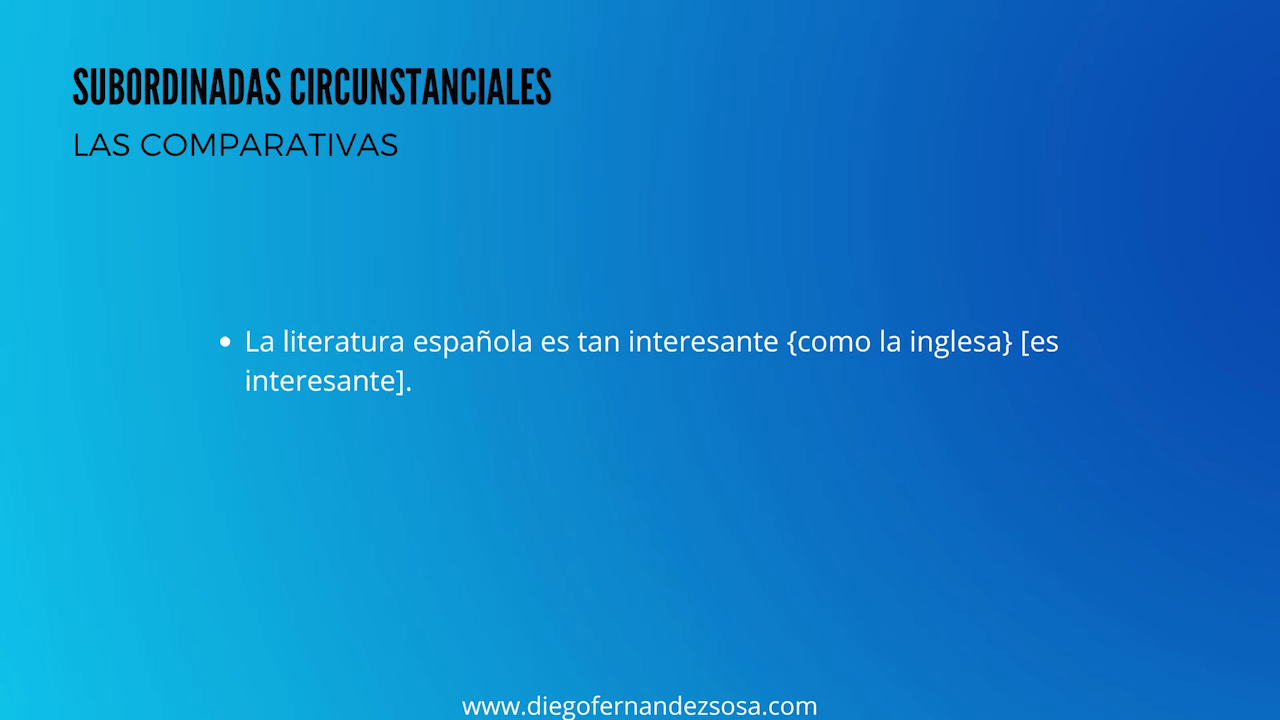 SUBORDINADAS CIRCUNSTANCIALES
LAS COMPARATIVAS
• La literatura española es tan interesante {como la inglesa} [es
interesante].
www.diegofernandezsosa.com